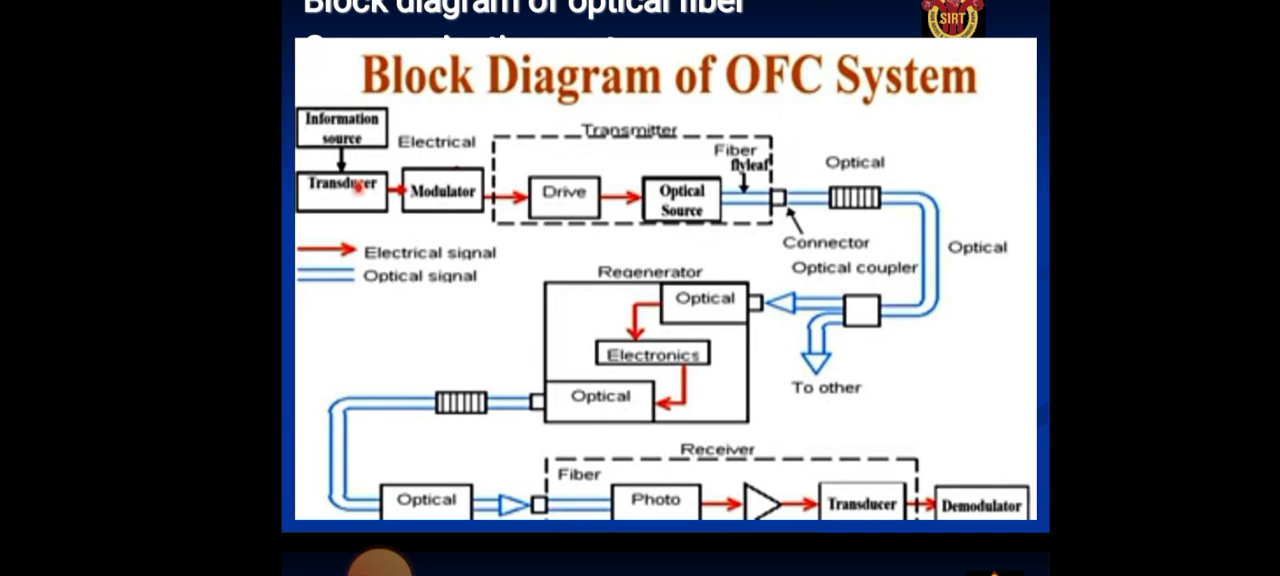 Block diagram of optical fiber
SIRT
Block Diagram of OFC System
Information
source
Electrical
Transmitter
Fiber
flyleaf
Optical
Transducer
Modulator
Drive
Optical
Source
Connector
Optical
Electrical signal
Optical signal
Optical coupler
Regenerator
Optical
Electronics
Optical
To other
Receiver
Fiber
Optical
Photo
Transducer
Demodulator